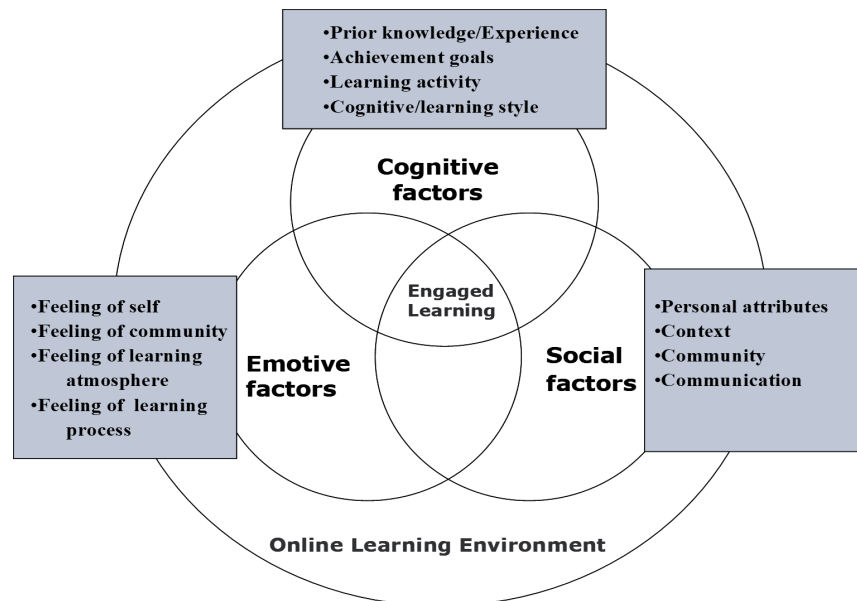 •Prior knowledge/Experience
•Achievement goals
•Learning activity
•Cognitive/learning style
Cognitive
factors
Engaged
Learning
•Feeling of self
•Feeling of community
•Feeling of learning
atmosphere
•Feeling of learning
process
Emotive
factors
Social
factors
•Personal attributes
•Context
•Community
•Communication
Online Learning Environment